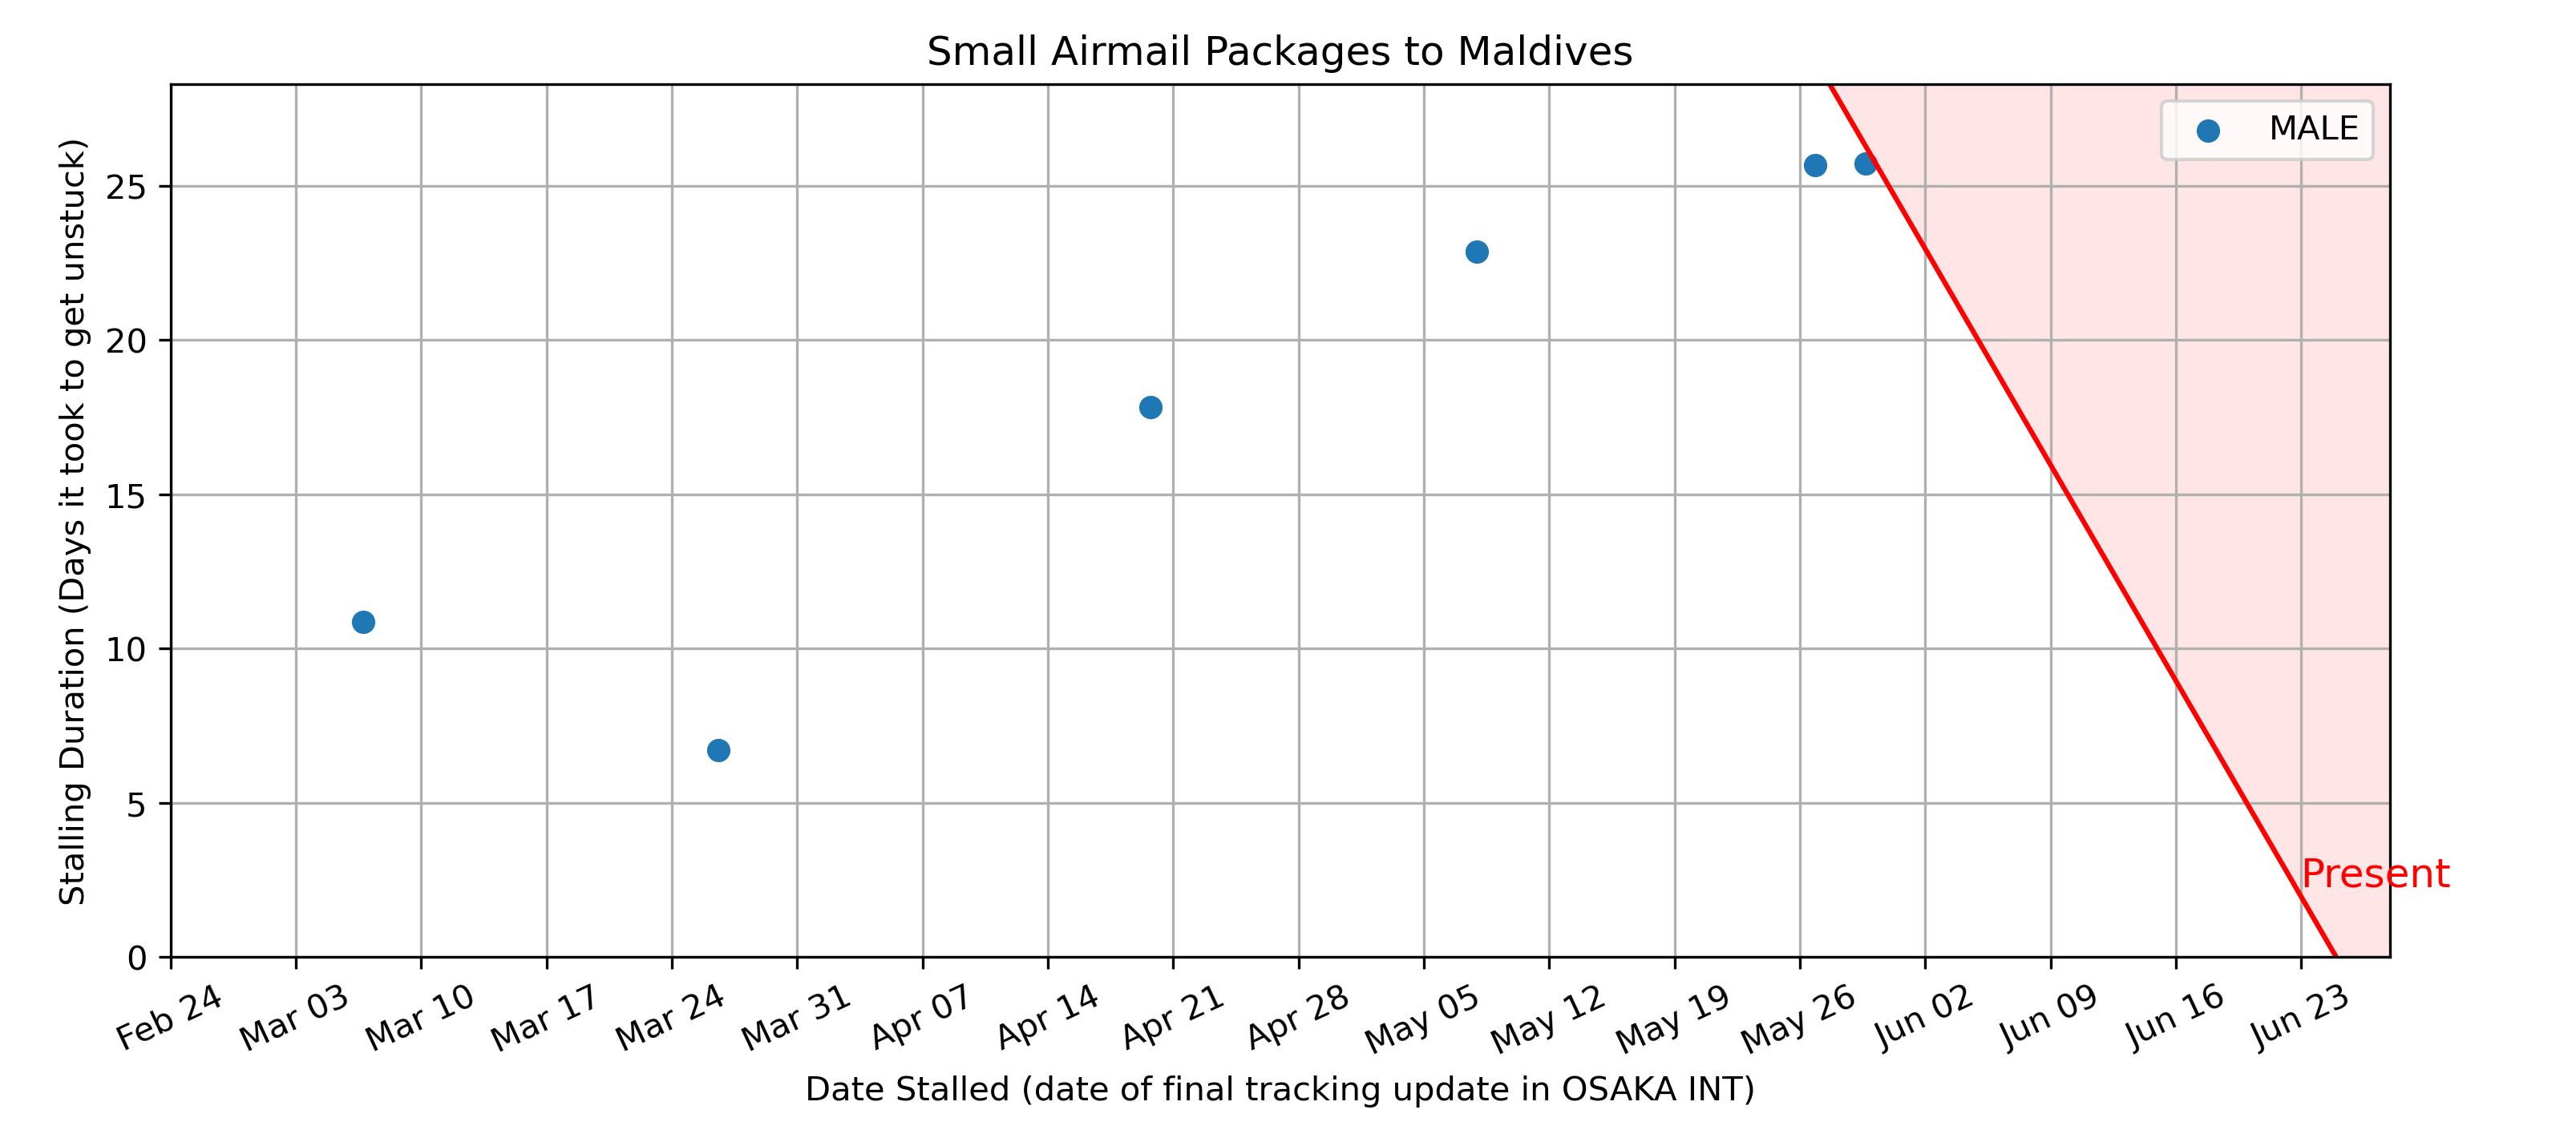 Small Airmail Packages to Maldives
MALE
Stalling Duration (Days it took to get unstuck)
25
20
15
10
5
0
Present
Feb 24
Mar 03
Mar 10
Mar 17
Mar 24
Mar 31
Apr 07
Apr 14
Apr 21
Apr 28
May 05
May 12
May 19
May 26
Jun 02
Jun 09
Jun 16
Jun 23
Date Stalled (date of final tracking update in OSAKA INT)